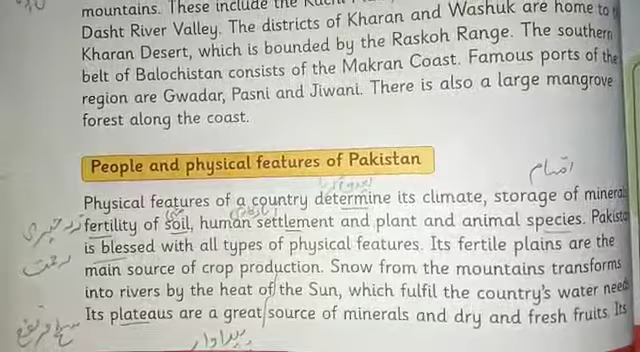 mountains. These include the
Dasht River Valley. The districts of Kharan and Washuk are home to
Kharan Desert, which is bounded by the Raskoh Range. The southern
belt of Balochistan consists of the Makran Coast. Famous ports of the
region are Gwadar, Pasni and Jiwani. There is also a large mangrove
forest along the coast.
People and physical features of Pakistan
اقسام
Physical features of a country determine its climate, storage of
fertility of soil, human settlement and plant and animal species.
زرخیزی
is blessed with all types of physical features. Its fertile plains are the
main source of crop production. Snow from the mountains transforms
into rivers by the heat of the Sun, which fulfil the country's water
Its plateaus are a great source of minerals and dry and fresh fruits. Its
سطح مرتفع
پیداوار